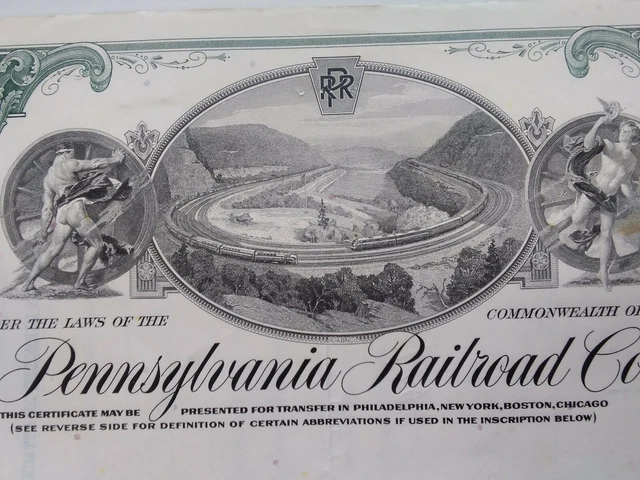 PRR
ER THE LAWS OF THE COMMONWEALTH OF
Pennsylvania Railroad Co
THIS CERTIFICATE MAY BE PRESENTED FOR TRANSFER IN PHILADELPHIA, NEW YORK, BOSTON, CHICAGO
(SEE REVERSE SIDE FOR DEFINITION OF CERTAIN ABBREVIATIONS IF USED IN THE INSCRIPTION BELOW)